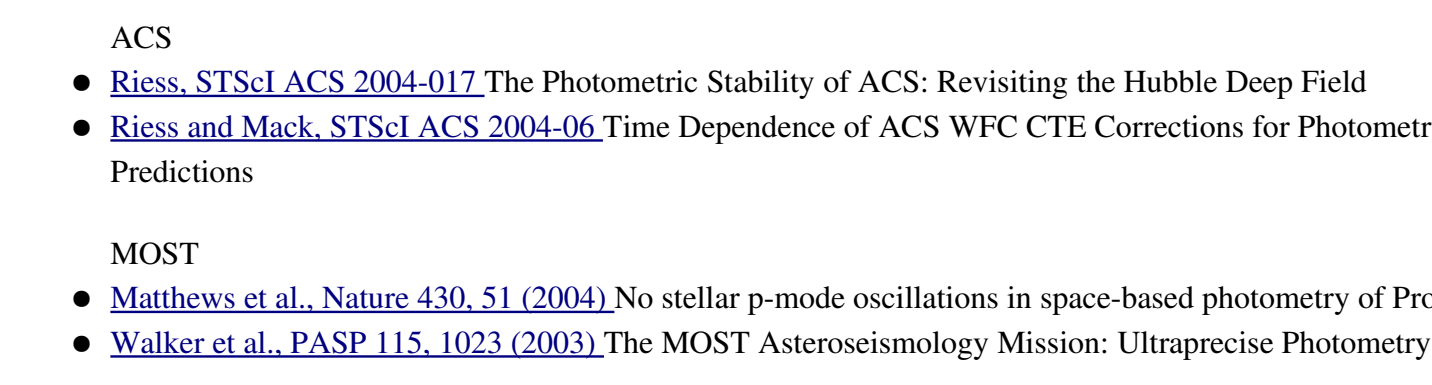 ACS
● Riess, STScI ACS 2004-017 The Photometric Stability of ACS: Revisiting the Hubble Deep Field
● Riess and Mack, STScI ACS 2004-06 Time Dependence of ACS WFC CTE Corrections for Photometr
Predictions
MOST
● Matthews et al., Nature 430, 51 (2004) No stellar p-mode oscillations in space-based photometry of Pro
● Walker et al., PASP 115, 1023 (2003) The MOST Asteroseismology Mission: Ultraprecise Photometry